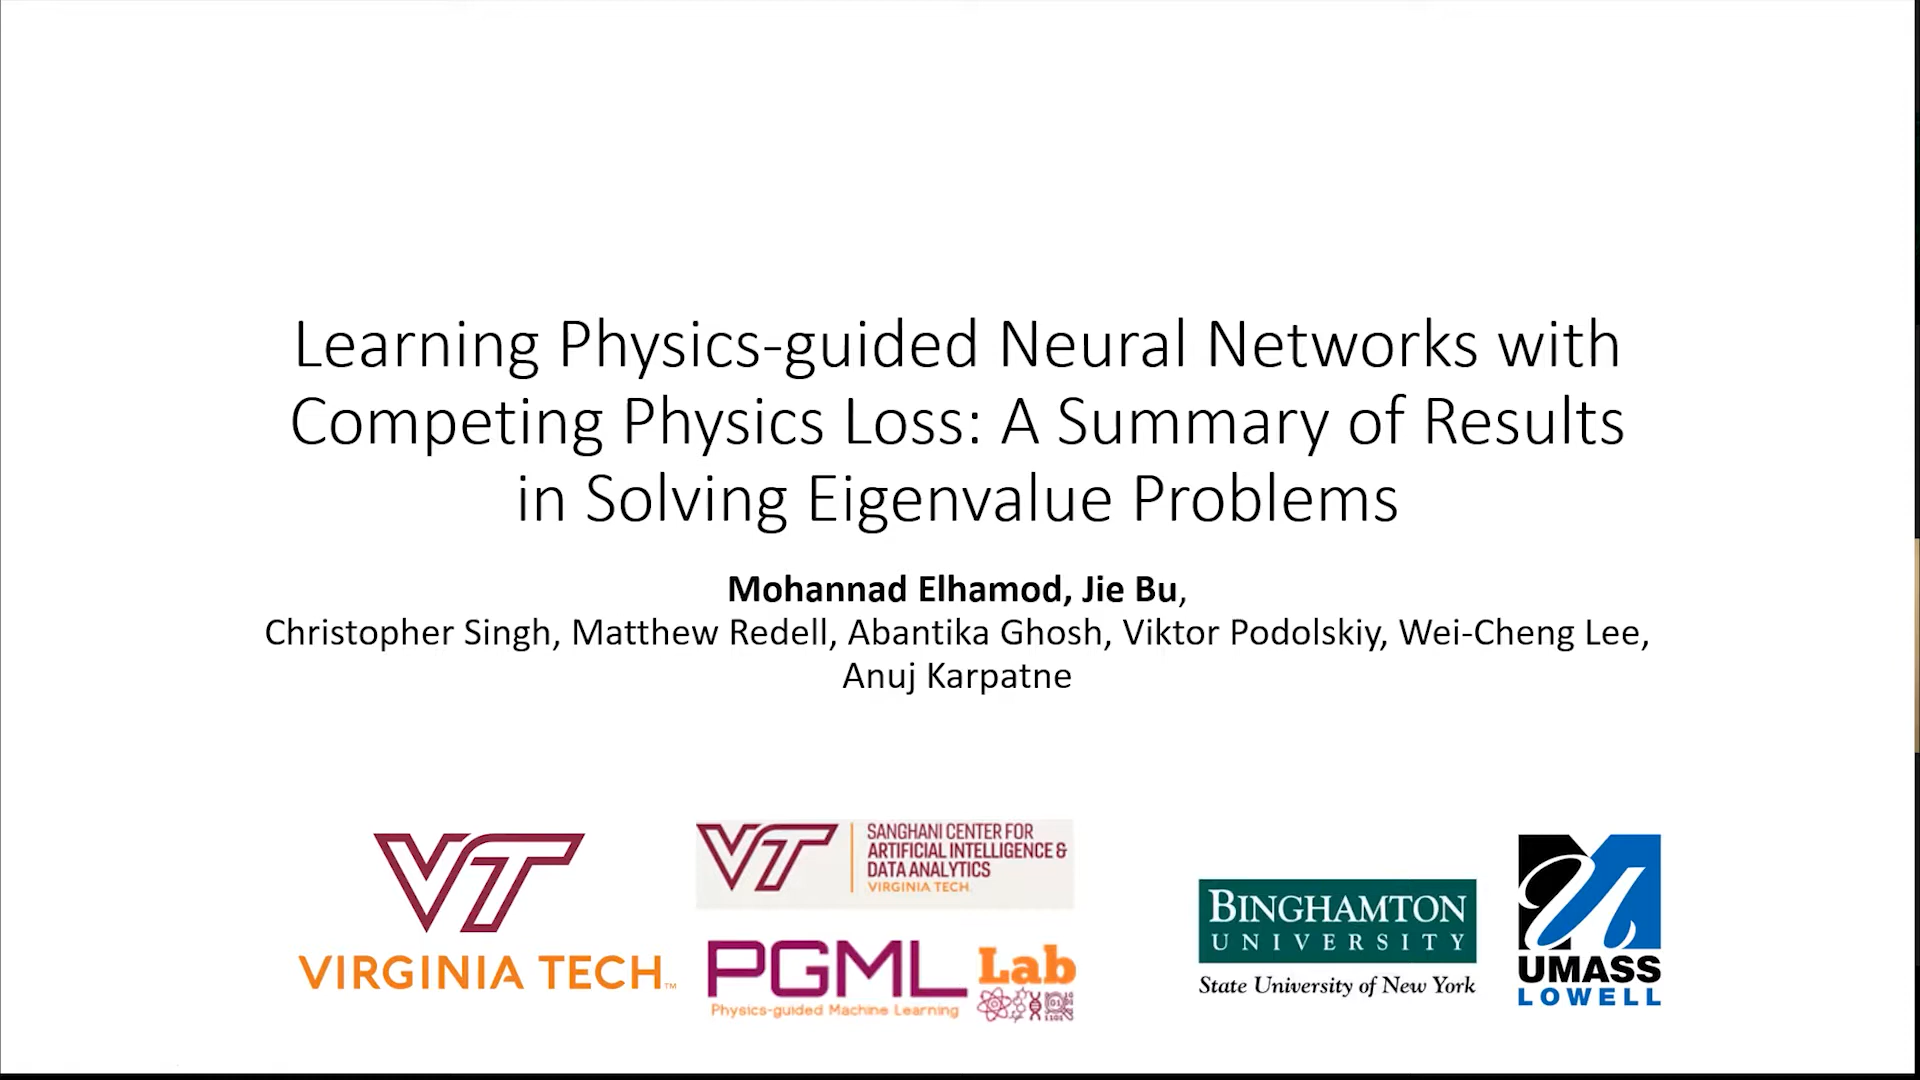 Learning Physics-guided Neural Networks with
Competing Physics Loss: A Summary of Results
in Solving Eigenvalue Problems
Mohannad Elhamod, Jie Bu,
Christopher Singh, Matthew Redell, Abantika Ghosh, Viktor Podolskiy, Wei-Cheng Lee,
Anuj Karpatne
VT
VIRGINIA TECH™
VT
SANGHANI CENTER FOR
ARTIFICIAL INTELLIGENCE &
DATA ANALYTICS
VIRGINIA TECH.
PGML Lab
Physics-guided Machine Learning
BINGHAMTON
UNIVERSITY
State University of New York
UMASS
LOWELL